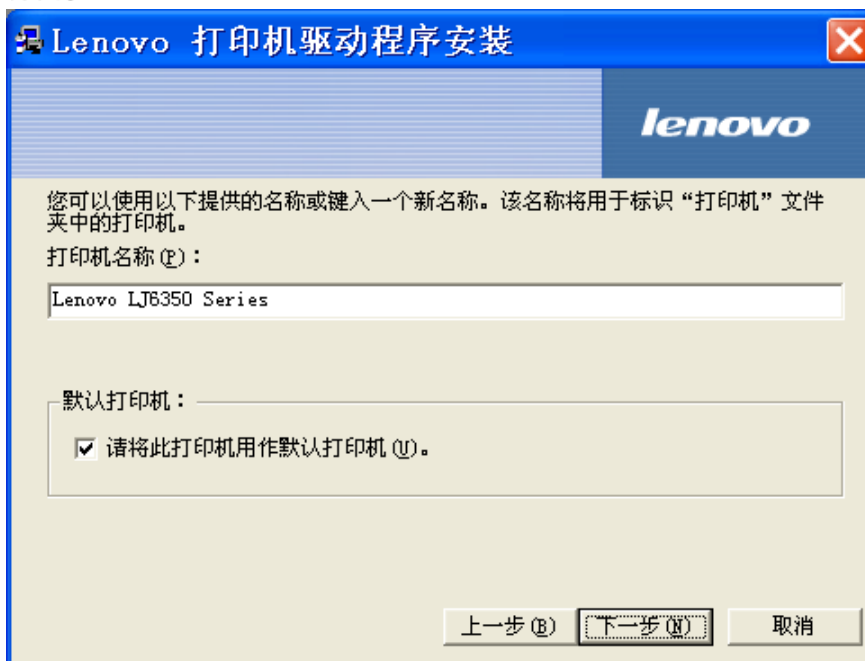 Lenovo 打印机驱动程序安装
lenovo
您可以使用以下提供的名称或键入一个新名称。该名称将用于标识“打印机”文件
夹中的打印机。
打印机名称(P)：
Lenovo LJ6350 Series
默认打印机：
请将此打印机用作默认打印机(U)。
上一步(B) 下一步(N) 取消